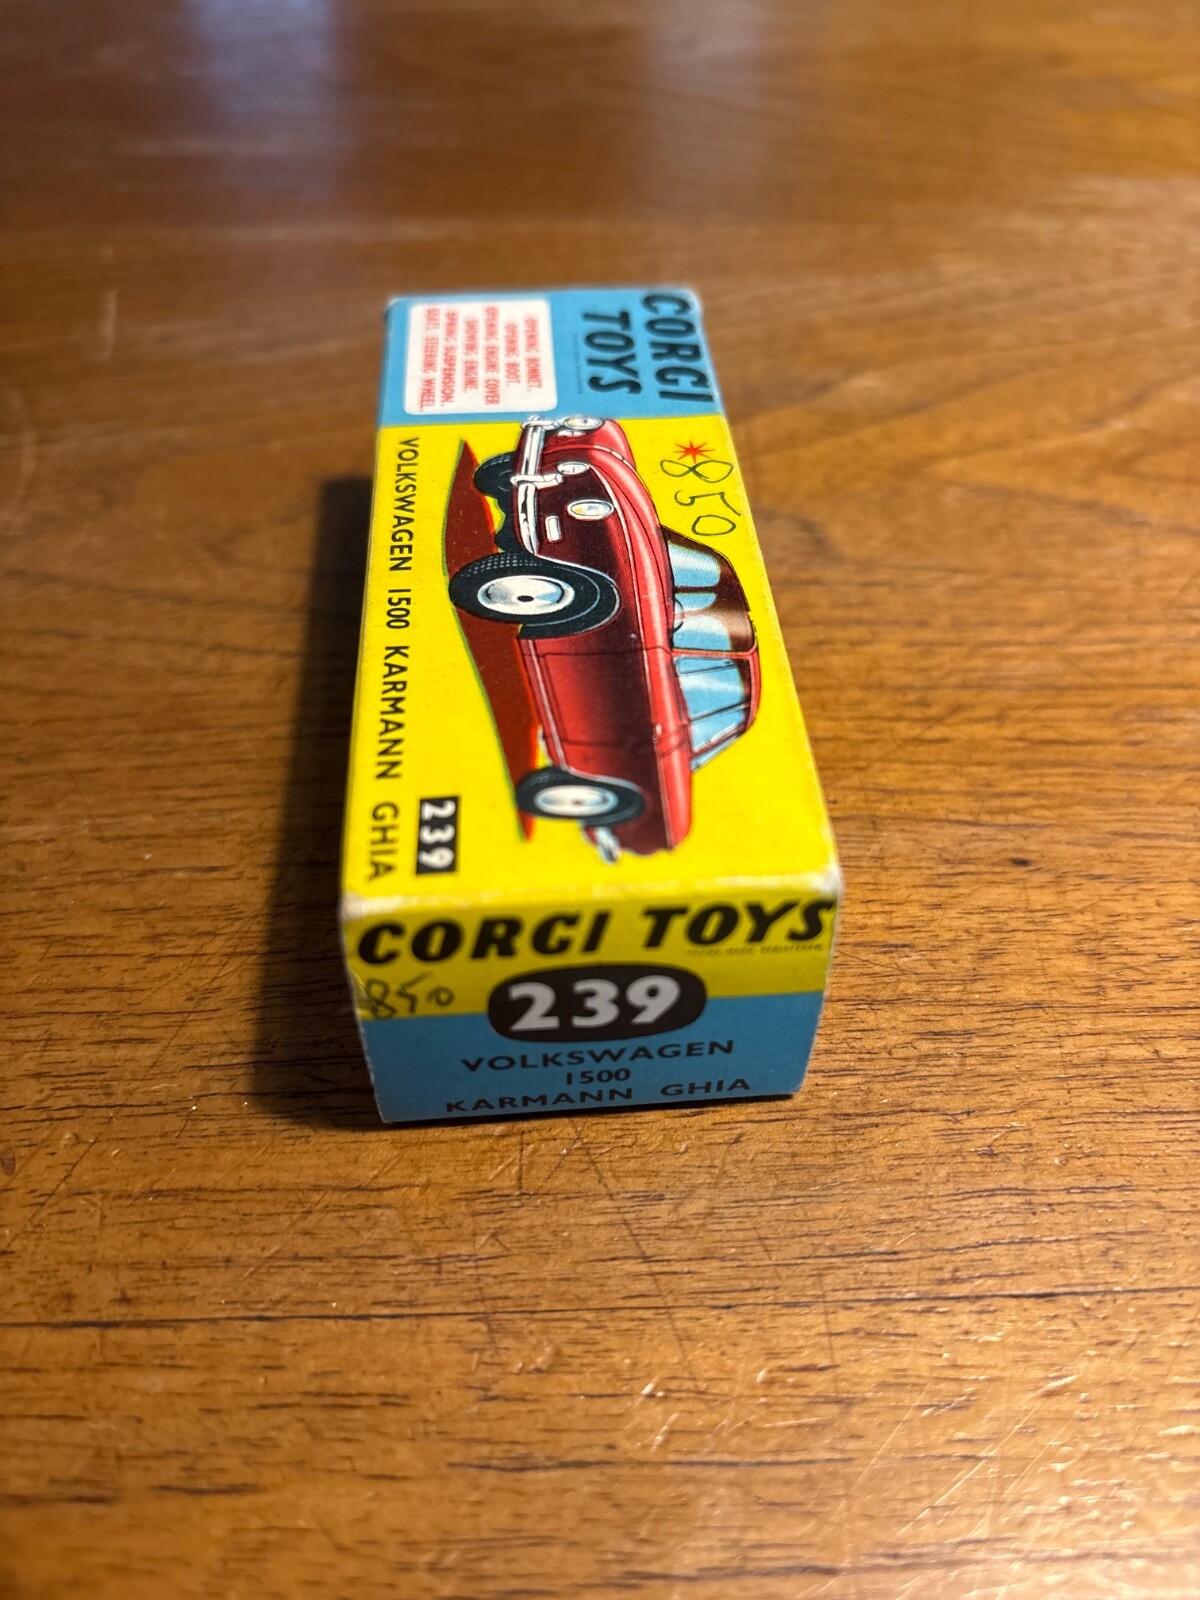 CORGI
TOYS
OPENING BONNET.
OPENING BOOT.
OPENING ENGINE COVER
SHOWING ENGINE.
SPRING SUSPENSION.
SEATS. STEERING WHEEL.
850
VOLKSWAGEN 1500 KARMANN GHIA
239
CORGI TOYS
850
239
VOLKSWAGEN
1500
KARMANN GHIA